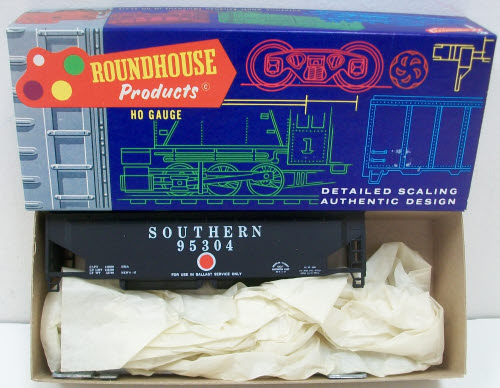 ROUNDHOUSE
Products ©
HO GAUGE
1
DETAILED SCALING
AUTHENTIC DESIGN
SOUTHERN
95304
FOR USE IN BALLAST SERVICE ONLY